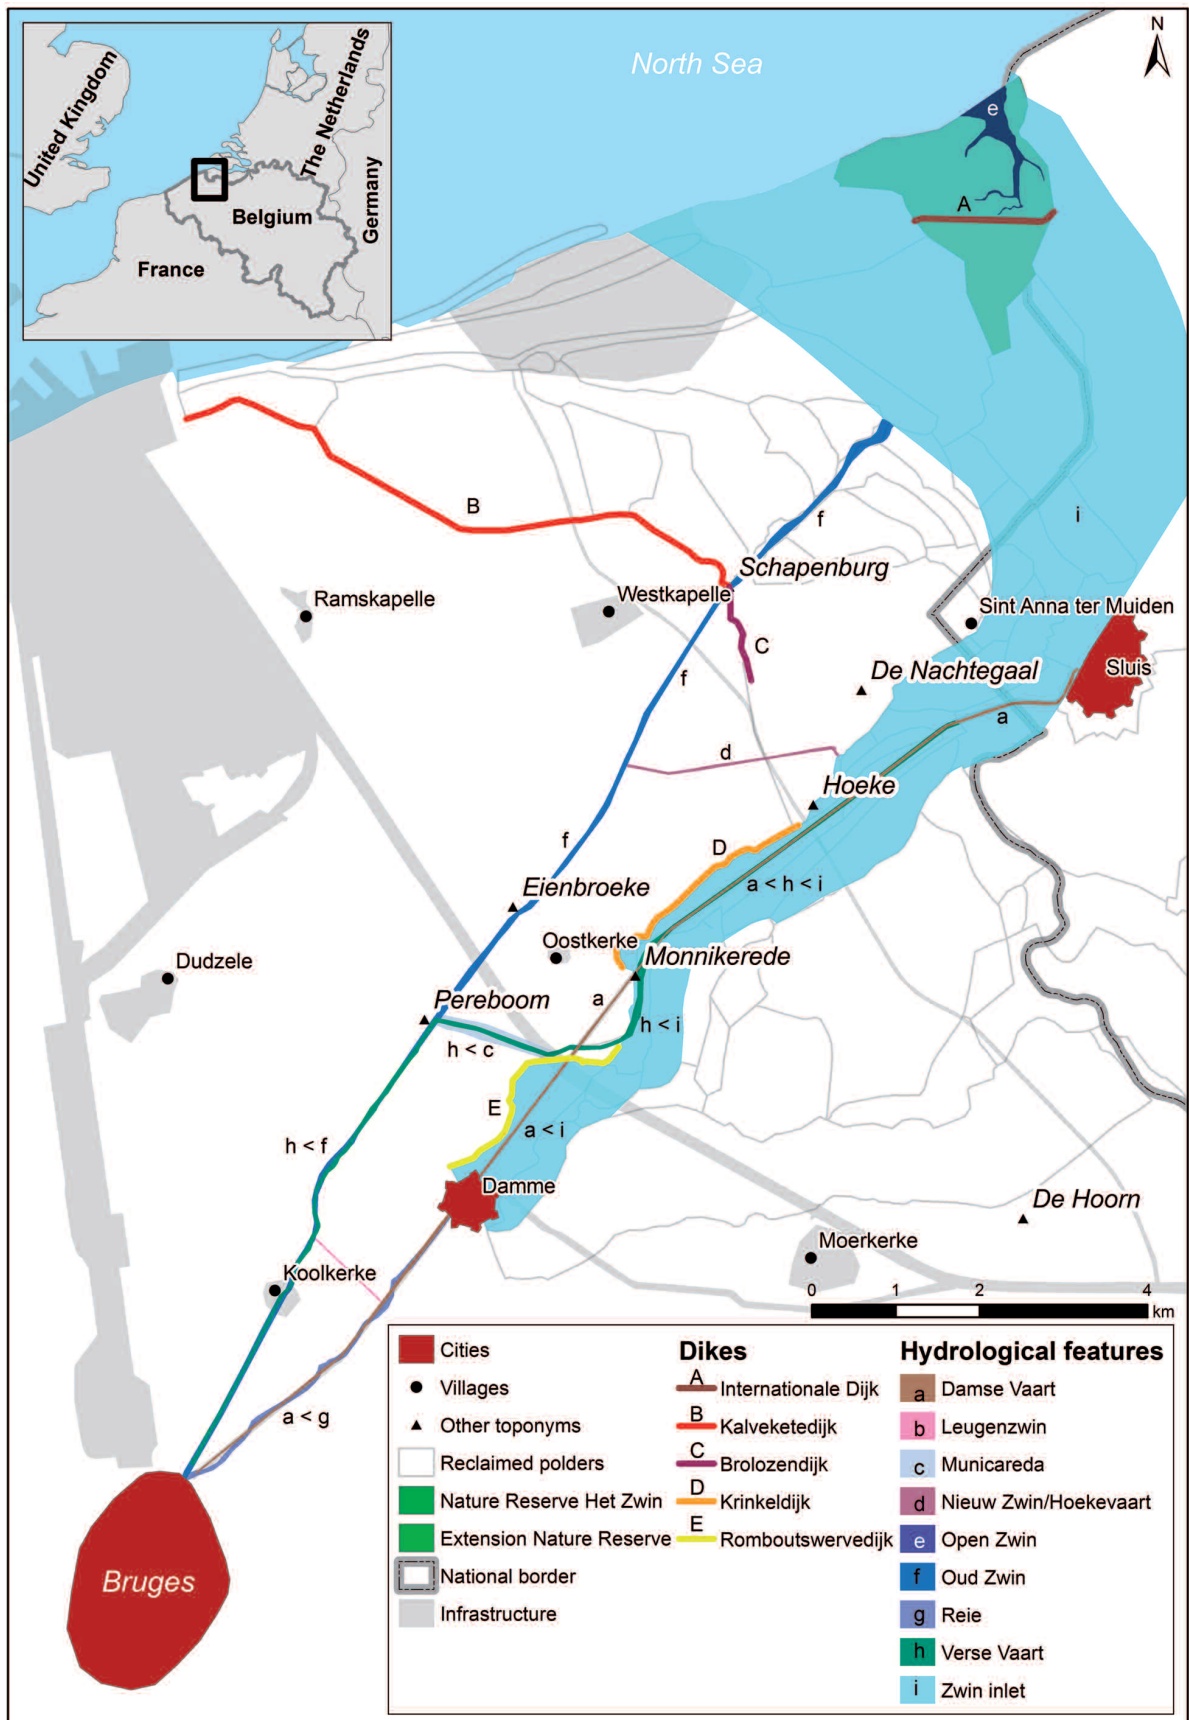 North Sea
N
United Kingdom
The Netherlands
Germany
Belgium
France
e
A
i
B
f
Schapenburg
Ramskapelle
Westkapelle
Sint Anna ter Muiden
C
Sluis
De Nachtegaal
f
a
d
Hoeke
D
f
a < h < i
Eienbroeke
Oostkerke
Monnikerede
Dudzele
Pereboom
a
h < i
h < c
E
a < i
h < f
Damme
De Hoorn
Moerkerke
Koolkerke
0 1 2 4
km
a < g
Bruges
Cities
Villages
Other toponyms
Reclaimed polders
Nature Reserve Het Zwin
Extension Nature Reserve
National border
Infrastructure
Dikes
A Internationale Dijk
B Kalveketedijk
C Brolozendijk
D Krinkeldijk
E Romboutswervedijk
Hydrological features
a Damse Vaart
b Leugenzwin
c Municareda
d Nieuw Zwin/Hoekevaart
e Open Zwin
f Oud Zwin
g Reie
h Verse Vaart
i Zwin inlet